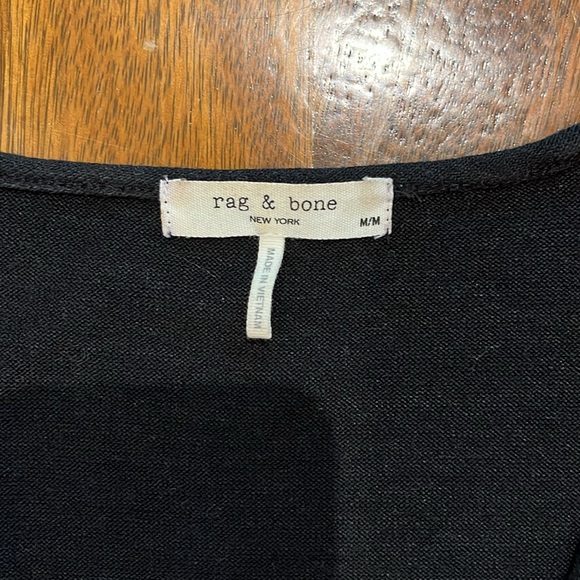 rag & bone
NEW YORK
M/M
MADE IN VIETNAM